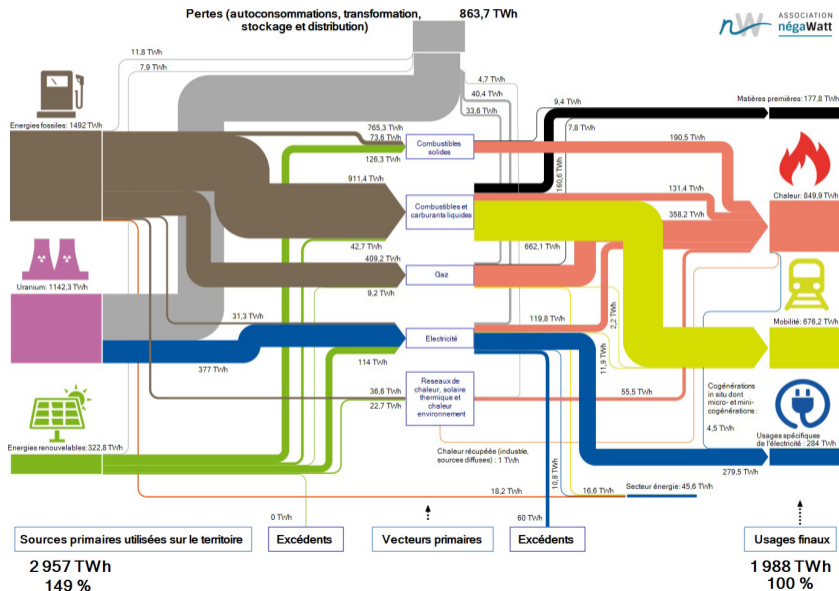 Pertes (autoconsommations, transformation,
stockage et distribution)
863,7 TWh
ASSOCIATION
négaWatt
11,8 TWh
7,9 TWh
4,7 TWh
40,4 TWh
33,6 TWh
9,4 TWh
7,8 TWh
Matières premières: 177,8 TWh
Energies fossiles: 1492 TWh
765,3 TWh
73,6 TWh
126,3 TWh
Combustibles
solides
190,5 TWh
160,6 TWh
911,4 TWh
131,4 TWh
Chaleur: 849,9 TWh
Combustibles et
carburants liquides
358,2 TWh
42,7 TWh
662,1 TWh
409,2 TWh
Gaz
9,2 TWh
Uranium: 1142,3 TWh
31,3 TWh
119,8 TWh
2,2 TWh
Mobilité: 676,2 TWh
Electricité
377 TWh
114 TWh
11,9 TWh
36,6 TWh
22,7 TWh
Reseaux de
chaleur, solaire
thermique et
chaleur
environnement
55,5 TWh
Cogénérations
in situ dont
micro- et mini-
cogénérations :
4,5 TWh
Energies renouvelables: 322,8 TWh
Chaleur récupée (industrie,
sources diffuses) : 1 TWh
Usages spécifiques
de l'électricité : 284 TWh
279,5 TWh
10,8 TWh
18,2 TWh
16,6 TWh
Secteur énergie: 45,6 TWh
0 TWh
60 TWh
Sources primaires utilisées sur le territoire
Excédents
Vecteurs primaires
Excédents
Usages finaux
2 957 TWh
149 %
1 988 TWh
100 %